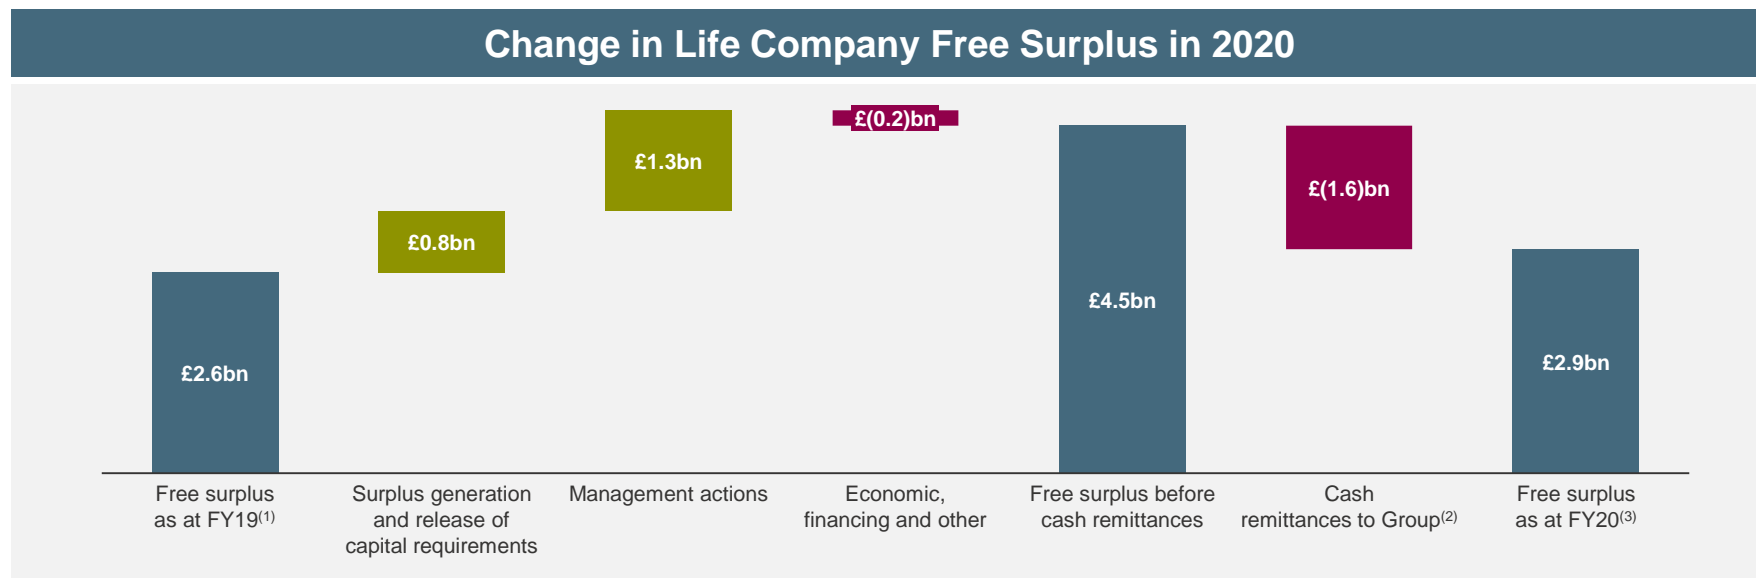 Change in Life Company Free Surplus in 2020
£2.6bn
£0.8bn
£1.3bn
£(0.2)bn
£4.5bn
£(1.6)bn
£2.9bn
Free surplus
as at FY19(1)
Surplus generation
and release of
capital requirements
Management actions
Economic,
financing and other
Free surplus before
cash remittances
Cash
remittances to Group(2)
Free surplus
as at FY20(3)